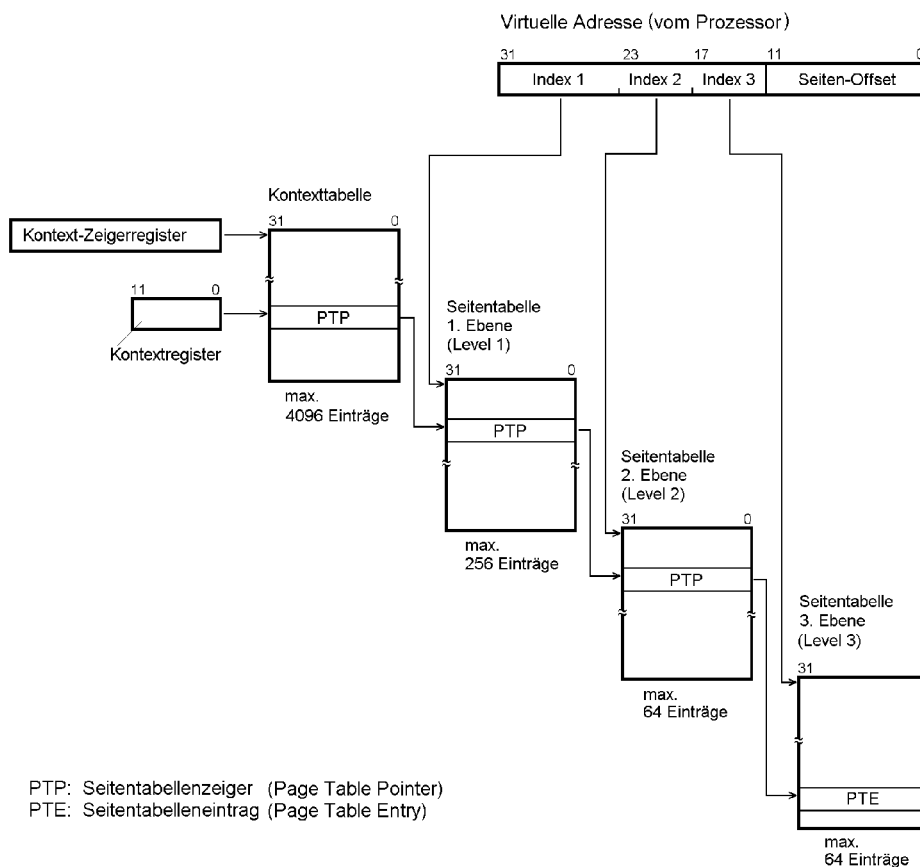 Virtuelle Adresse (vom Prozessor)
31 23 17 11 0
Index 1 Index 2 Index 3 Seiten-Offset
Kontexttabelle
31 0
Kontext-Zeigerregister
11 0
PTP
Kontextregister
max.
4096 Einträge
Seitentabelle
1. Ebene
(Level 1)
31 0
PTP
max.
256 Einträge
Seitentabelle
2. Ebene
(Level 2)
31 0
PTP
max.
64 Einträge
Seitentabelle
3. Ebene
(Level 3)
31
PTE
max.
64 Einträge
PTP: Seitentabellenzeiger (Page Table Pointer)
PTE: Seitentabelleneintrag (Page Table Entry)